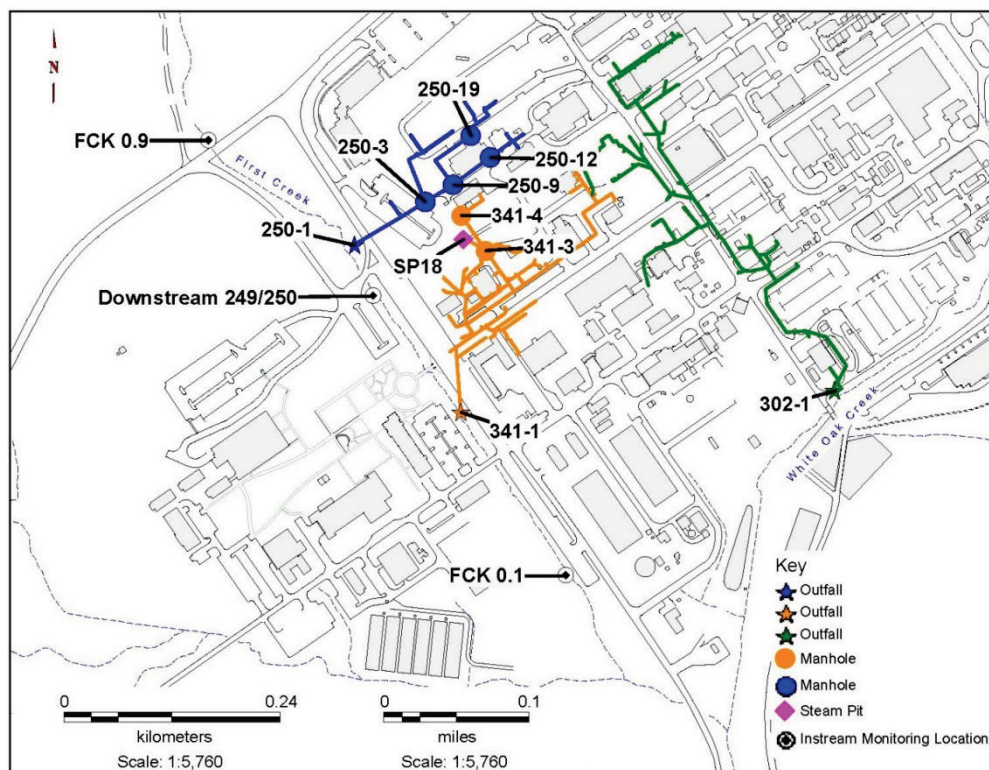 N
250-19
FCK 0.9
250-3
First Creek
250-12
250-9
341-4
250-1
341-3
SP18
Downstream 249/250
302-1
341-1
White Oak Creek
FCK 0.1
Key
Outfall
Outfall
Outfall
Manhole
Manhole
Steam Pit
Instream Monitoring Location
0 0.24
kilometers
Scale: 1:5,760
0 0.1
miles
Scale: 1:5,760